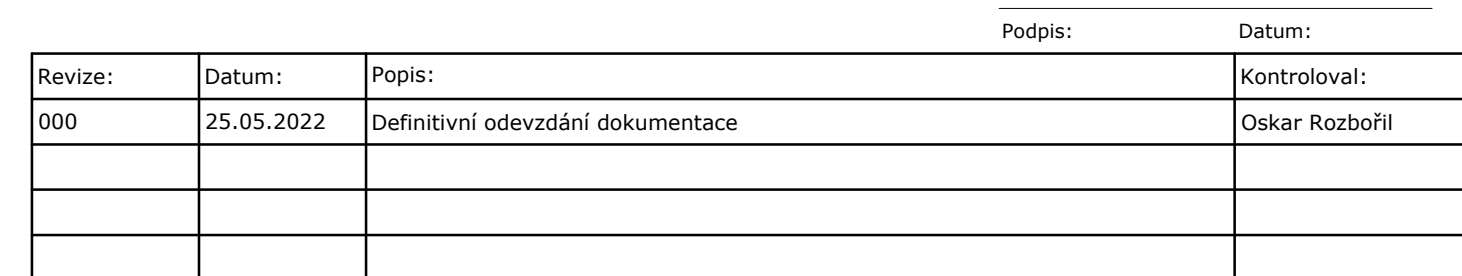 Podpis: Datum:
Revize: Datum: Popis: Kontroloval:
000 25.05.2022 Definitivní odevzdání dokumentace Oskar Rozbořil